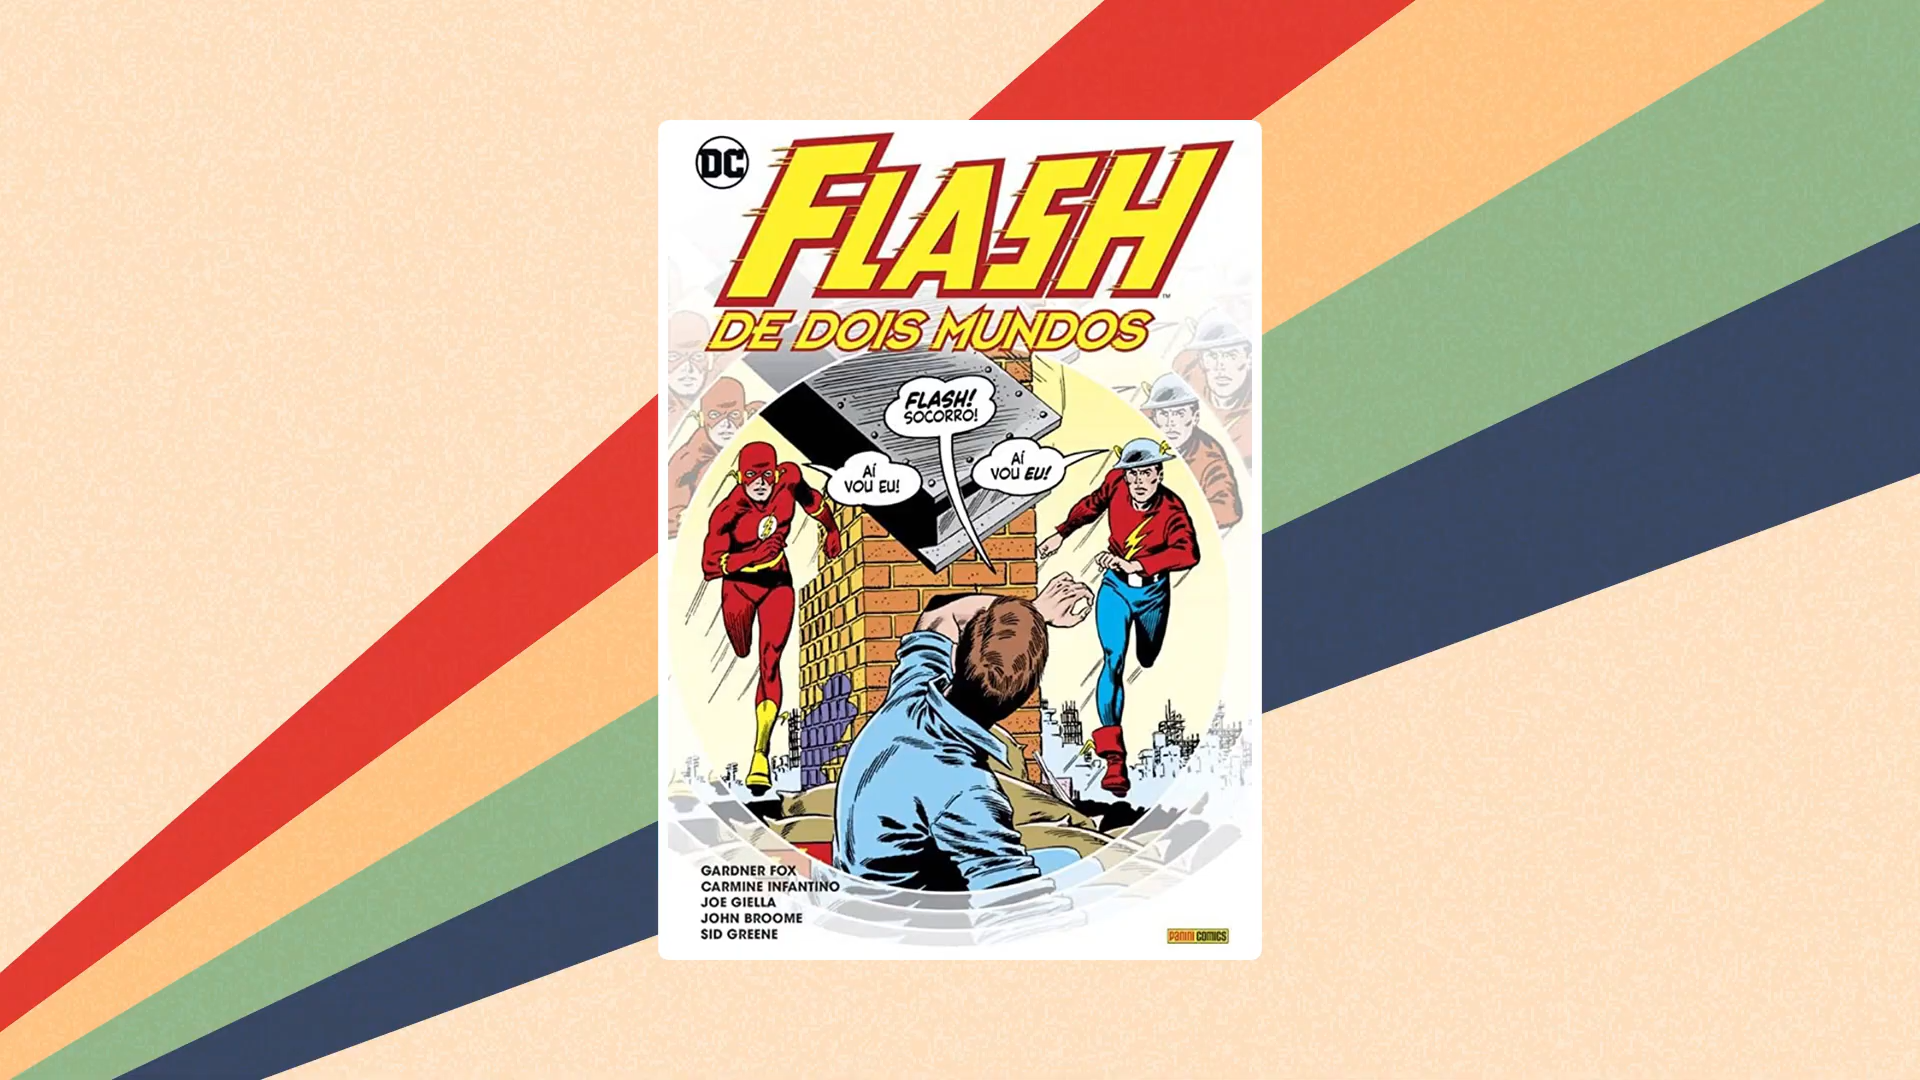 DC
FLASH
™
DE DOIS MUNDOS
FLASH!
SOCORRO!
AÍ
VOU EU!
AÍ
VOU EU!
GARDNER FOX
CARMINE INFANTINO
JOE GIELLA
JOHN BROOME
SID GREENE
PANINI COMICS